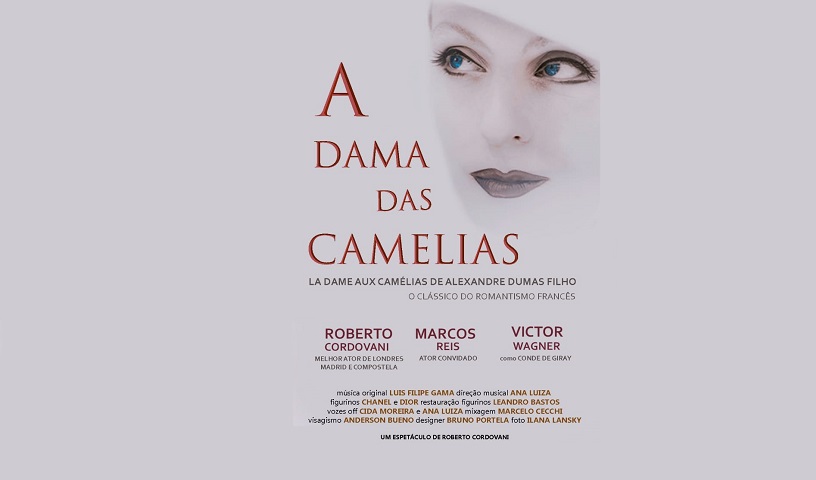 A
DAMA
DAS
CAMELIAS
LA DAME AUX CAMÉLIAS DE ALEXANDRE DUMAS FILHO
O CLÁSSICO DO ROMANTISMO FRANCÊS
ROBERTO
CORDOVANI
MELHOR ATOR DE LONDRES
MADRID E COMPOSTELA
MARCOS
REIS
ATOR CONVIDADO
VICTOR
WAGNER
como CONDE DE GIRAY
música original LUIS FILIPE GAMA direção musical ANA LUIZA
figurinos CHANEL e DIOR restauração figurinos LEANDRO BASTOS
vozes off CIDA MOREIRA e ANA LUIZA mixagem MARCELO CECCHI
visagismo ANDERSON BUENO designer BRUNO PORTELA foto ILANA LANSKY
UM ESPETÁCULO DE ROBERTO CORDOVANI